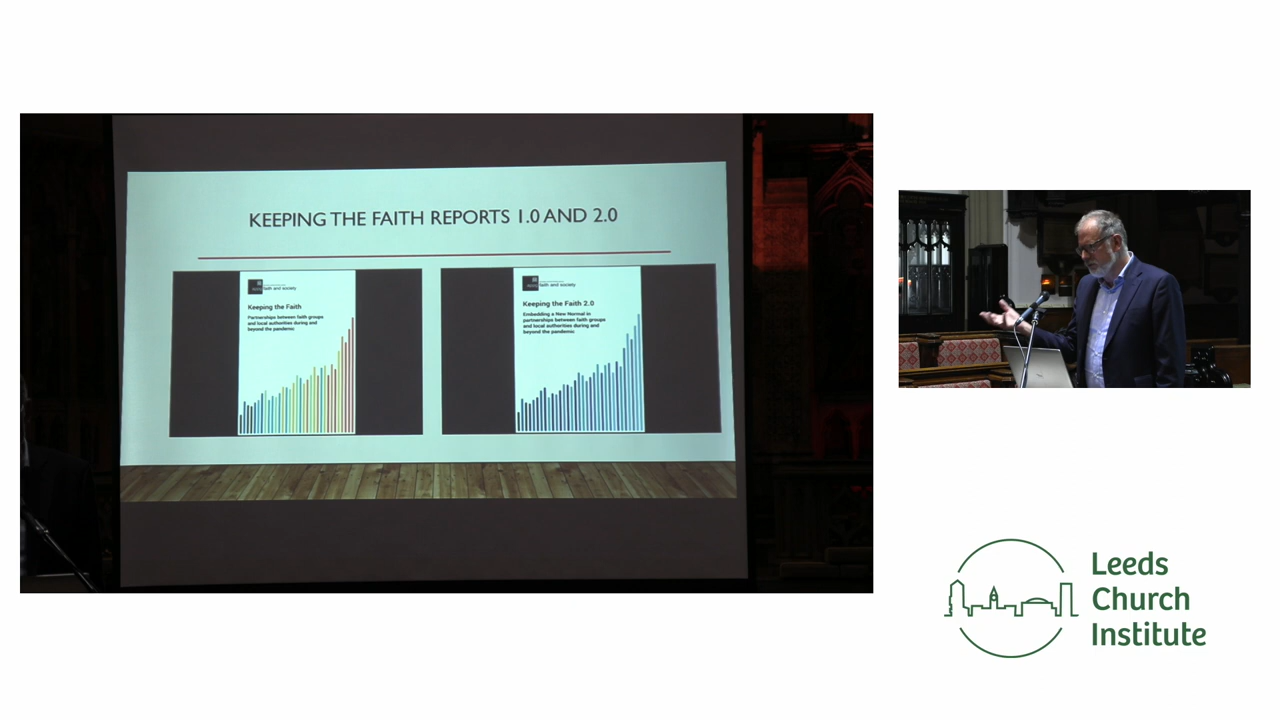 KEEPING THE FAITH REPORTS 1.0 AND 2.0
faith and society
Keeping the Faith
Partnerships between faith groups
and local authorities during and
beyond the pandemic
faith and society
Keeping the Faith 2.0
Embedding a New Normal in
partnerships between faith groups
and local authorities during and
beyond the pandemic
Leeds
Church
Institute